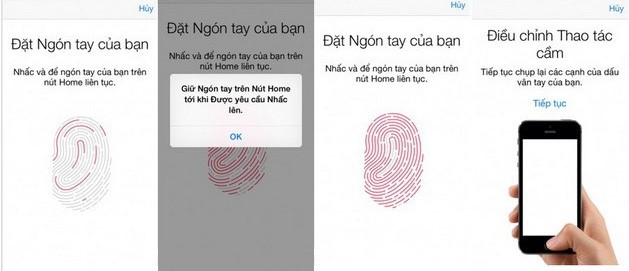 Hủy
Đặt Ngón tay của bạn
Nhấc và để ngón tay của bạn trên
nút Home liên tục.
Đặt Ngón tay của bạn
Nhấc và để ngón tay của bạn trên
nút Home liên tục.
Giữ Ngón tay trên Nút Home
tới khi Được yêu cầu Nhấc
lên.
OK
Hủy
Đặt Ngón tay của bạn
Nhấc và để ngón tay của bạn trên
nút Home liên tục.
Hủy
Điều chỉnh Thao tác
cầm
Tiếp tục chụp lại các cạnh của dấu
vân tay của bạn.
Tiếp tục